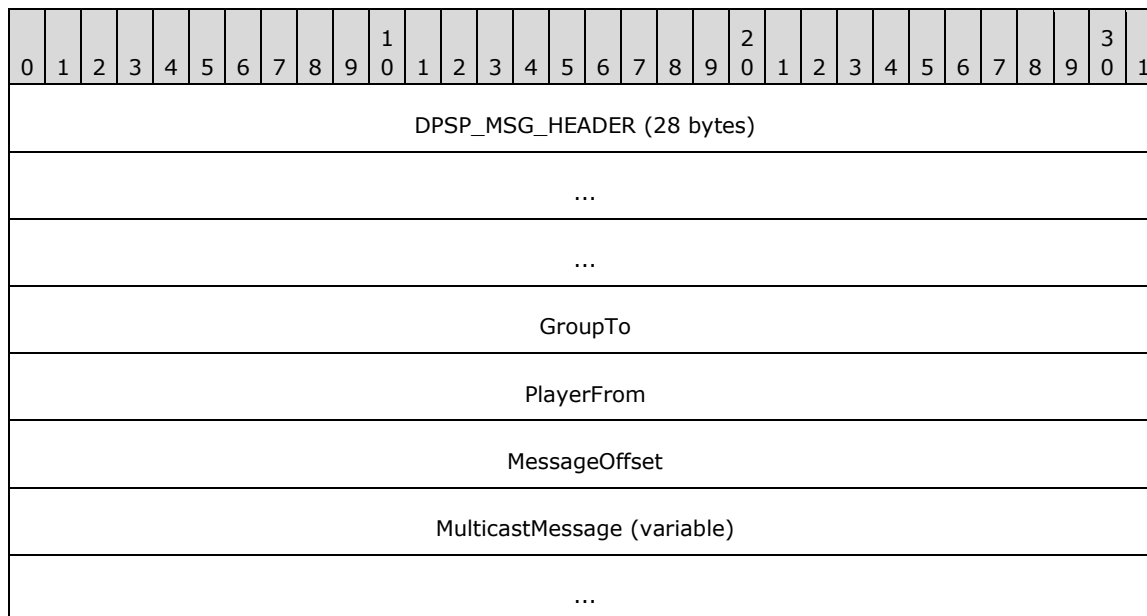 1 2 3
0 1 2 3 4 5 6 7 8 9 0 1 2 3 4 5 6 7 8 9 0 1 2 3 4 5 6 7 8 9 0 1
DPSP_MSG_HEADER (28 bytes)
...
...
GroupTo
PlayerFrom
MessageOffset
MulticastMessage (variable)
...